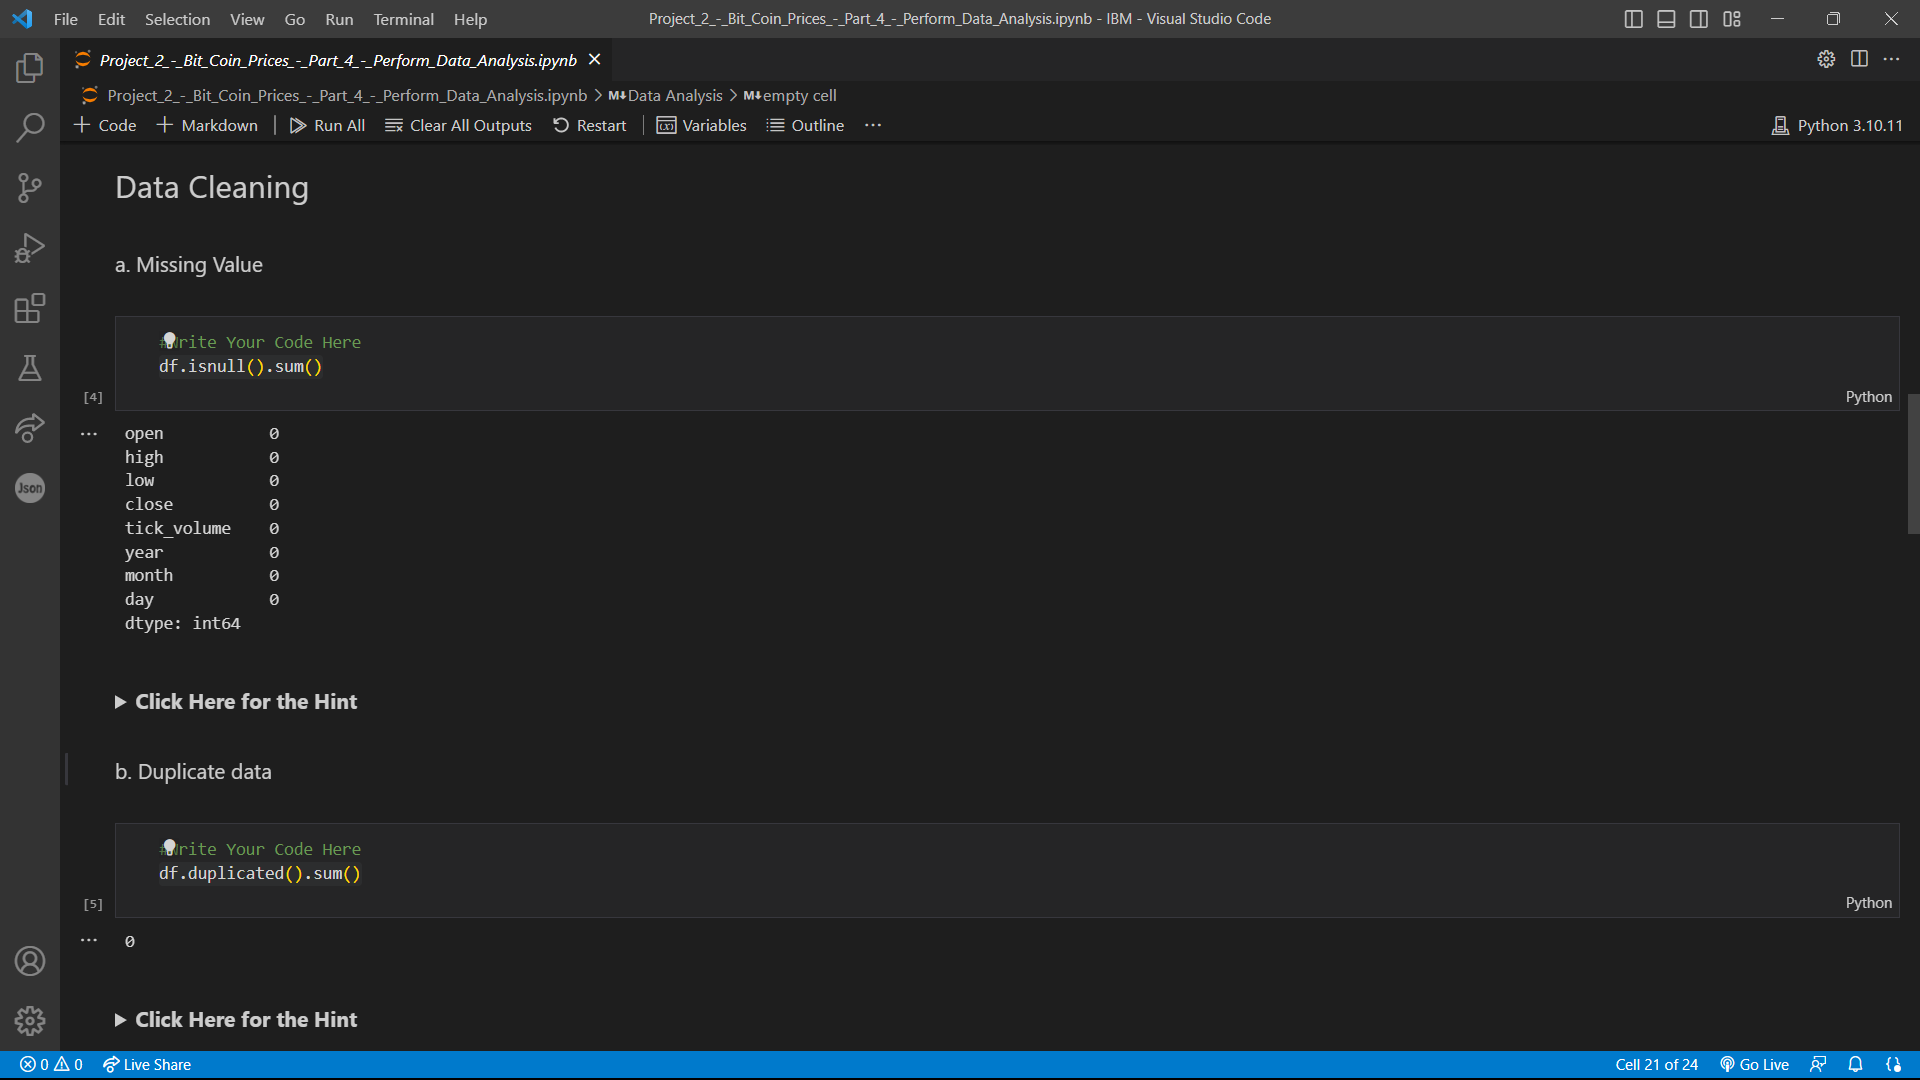 File Edit Selection View Go Run Terminal Help
Project_2_-_Bit_Coin_Prices_-_Part_4_-_Perform_Data_Analysis.ipynb - IBM - Visual Studio Code
Project_2_-_Bit_Coin_Prices_-_Part_4_-_Perform_Data_Analysis.ipynb
Project_2_-_Bit_Coin_Prices_-_Part_4_-_Perform_Data_Analysis.ipynb > M↓Data Analysis > M↓empty cell
+ Code + Markdown Run All Clear All Outputs Restart Variables Outline ···
Python 3.10.11
Data Cleaning
a. Missing Value
#Write Your Code Here
df.isnull().sum()
[4]
Python
open 0
high 0
low 0
close 0
tick_volume 0
year 0
month 0
day 0
dtype: int64
Click Here for the Hint
b. Duplicate data
#Write Your Code Here
df.duplicated().sum()
[5]
Python
0
Click Here for the Hint
Json
0 0 Live Share
Cell 21 of 24 Go Live